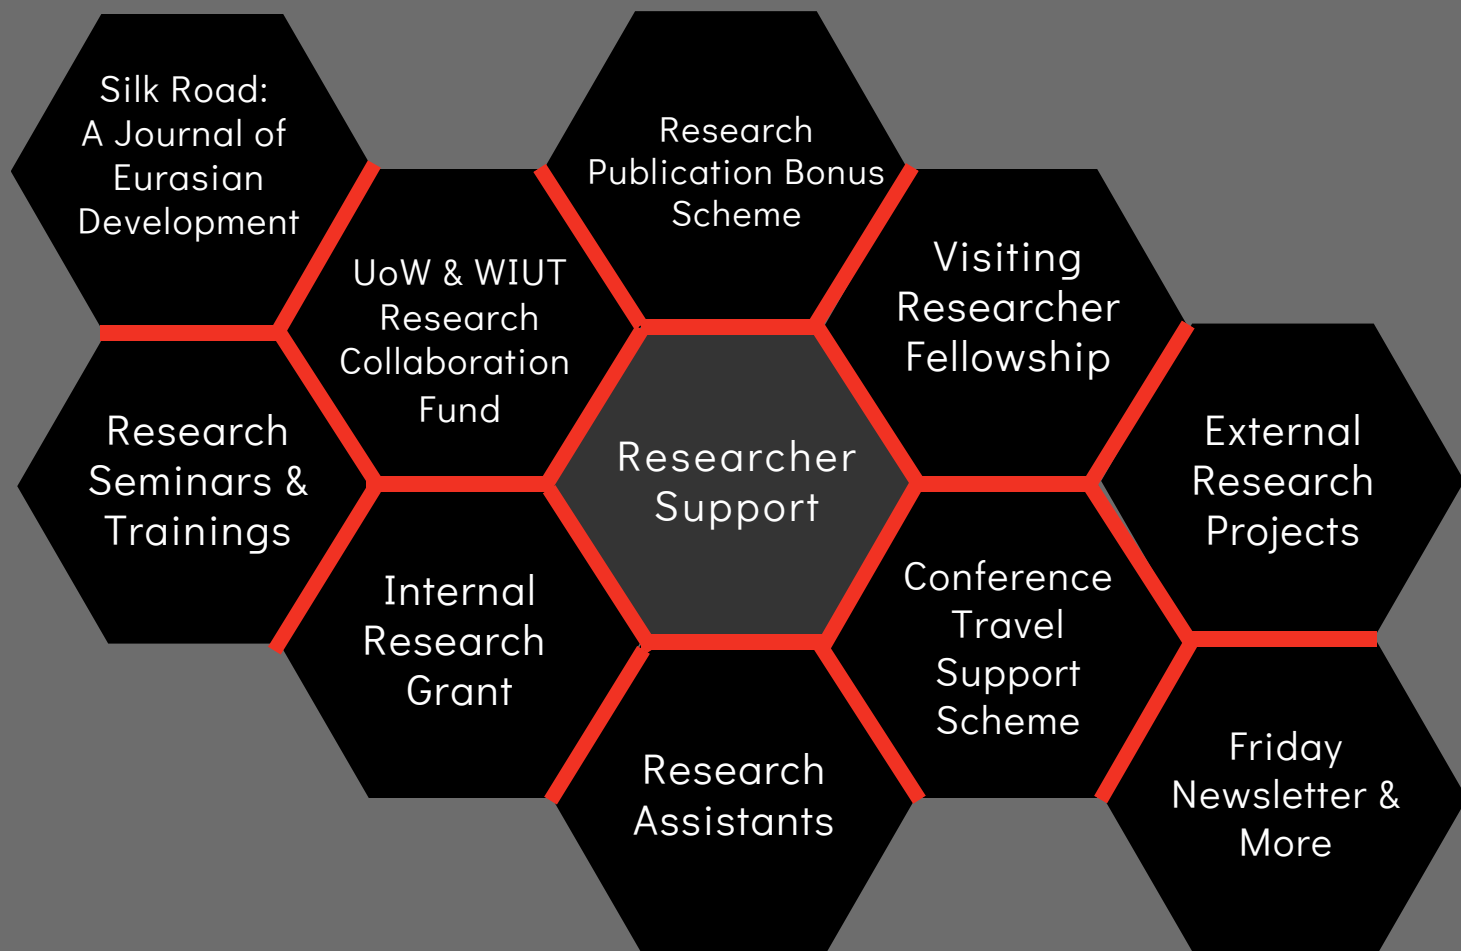 Silk Road:
A Journal of
Eurasian
Development
Research
Publication Bonus
Scheme
UoW & WIUT
Research
Collaboration
Fund
Visiting
Researcher
Fellowship
Research
Seminars &
Trainings
Researcher
Support
External
Research
Projects
Internal
Research
Grant
Conference
Travel
Support
Scheme
Research
Assistants
Friday
Newsletter &
More